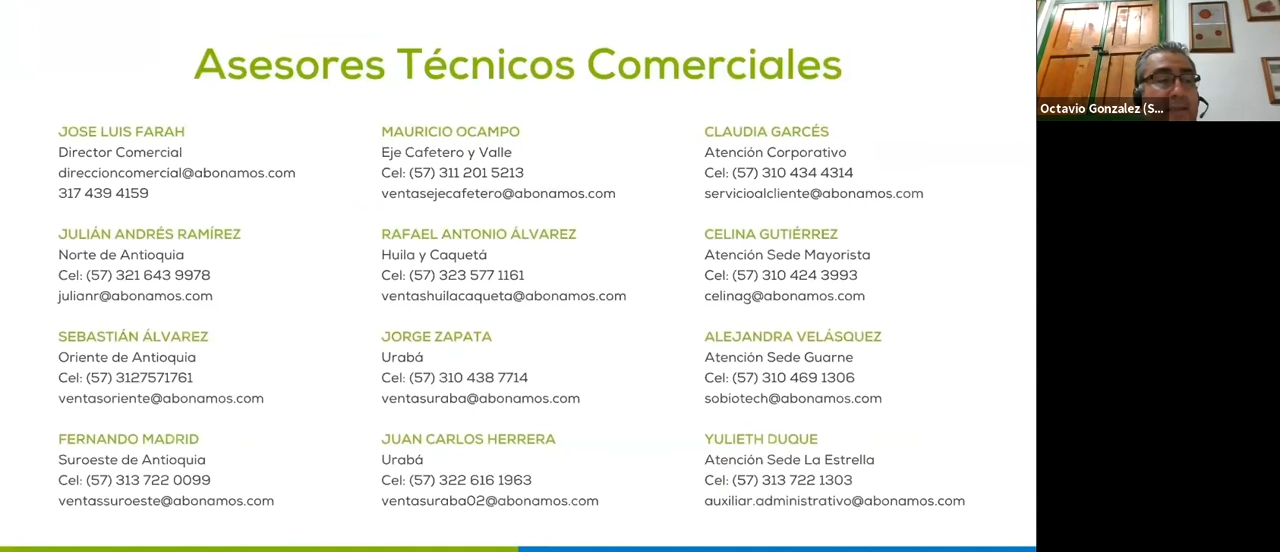 Asesores Técnicos Comerciales
JOSE LUIS FARAH
Director Comercial
direccioncomercial@abonamos.com
317 439 4159
JULIÁN ANDRÉS RAMÍREZ
Norte de Antioquia
Cel: (57) 321 643 9978
julianr@abonamos.com
SEBASTIÁN ÁLVAREZ
Oriente de Antioquia
Cel: (57) 3127571761
ventasoriente@abonamos.com
FERNANDO MADRID
Suroeste de Antioquia
Cel: (57) 313 722 0099
ventassuroeste@abonamos.com
MAURICIO OCAMPO
Eje Cafetero y Valle
Cel: (57) 311 201 5213
ventasejecafetero@abonamos.com
RAFAEL ANTONIO ÁLVAREZ
Huila y Caquetá
Cel: (57) 323 577 1161
ventashuilacaqueta@abonamos.com
JORGE ZAPATA
Urabá
Cel: (57) 310 438 7714
ventasuraba@abonamos.com
JUAN CARLOS HERRERA
Urabá
Cel: (57) 322 616 1963
ventasuraba02@abonamos.com
CLAUDIA GARCÉS
Atención Corporativo
Cel: (57) 310 434 4314
servicioalcliente@abonamos.com
CELINA GUTIÉRREZ
Atención Sede Mayorista
Cel: (57) 310 424 3993
celinag@abonamos.com
ALEJANDRA VELÁSQUEZ
Atención Sede Guarne
Cel: (57) 310 469 1306
sobiotech@abonamos.com
YULIETH DUQUE
Atención Sede La Estrella
Cel: (57) 313 722 1303
auxiliar.administrativo@abonamos.com
Octavio Gonzalez (S...